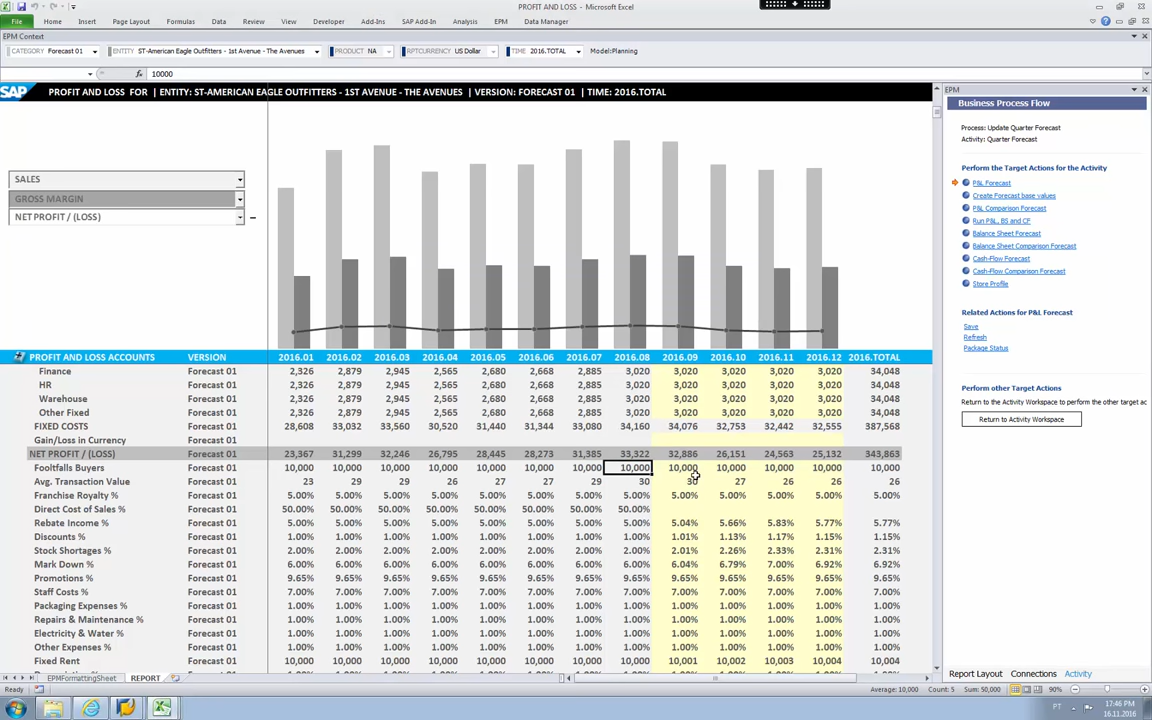 PROFIT AND LOSS - Microsoft Excel
File Home Insert Page Layout Formulas Data Review View Developer Add-Ins SAP Add-In Analysis EPM Data Manager
EPM Context
CATEGORY Forecast 01 ENTITY ST-American Eagle Outfitters - 1st Avenue - The Avenues PRODUCT NA RPTCURRENCY US Dollar TIME 2016.TOTAL Model:Planning
fx 10000
SAP PROFIT AND LOSS FOR | ENTITY: ST-AMERICAN EAGLE OUTFITTERS - 1ST AVENUE - THE AVENUES | VERSION: FORECAST 01 | TIME: 2016.TOTAL
SALES
GROSS MARGIN
NET PROFIT / (LOSS)
PROFIT AND LOSS ACCOUNTS VERSION 2016.01 2016.02 2016.03 2016.04 2016.05 2016.06 2016.07 2016.08 2016.09 2016.10 2016.11 2016.12 2016.TOTAL
Finance Forecast 01 2,326 2,879 2,945 2,565 2,680 2,668 2,885 3,020 3,020 3,020 3,020 3,020 34,048
HR Forecast 01 2,326 2,879 2,945 2,565 2,680 2,668 2,885 3,020 3,020 3,020 3,020 3,020 34,048
Warehouse Forecast 01 2,326 2,879 2,945 2,565 2,680 2,668 2,885 3,020 3,020 3,020 3,020 3,020 34,048
Other Fixed Forecast 01 2,326 2,879 2,945 2,565 2,680 2,668 2,885 3,020 3,020 3,020 3,020 3,020 34,048
FIXED COSTS Forecast 01 28,608 33,032 33,560 30,520 31,440 31,344 33,080 34,160 34,076 32,753 32,442 32,555 387,568
Gain/Loss in Currency Forecast 01
NET PROFIT / (LOSS) Forecast 01 23,367 31,299 32,246 26,795 28,445 28,273 31,385 33,322 32,886 26,151 24,563 25,132 343,863
Footfalls Buyers Forecast 01 10,000 10,000 10,000 10,000 10,000 10,000 10,000 10,000 10,000 10,000 10,000 10,000 10,000
Avg. Transaction Value Forecast 01 23 29 29 26 27 27 29 30 30 27 26 26 26
Franchise Royalty % Forecast 01 5.00% 5.00% 5.00% 5.00% 5.00% 5.00% 5.00% 5.00% 5.00% 5.00% 5.00% 5.00% 5.00%
Direct Cost of Sales % Forecast 01 50.00% 50.00% 50.00% 50.00% 50.00% 50.00% 50.00% 50.00%
Rebate Income % Forecast 01 5.00% 5.00% 5.00% 5.00% 5.00% 5.00% 5.00% 5.00% 5.04% 5.66% 5.83% 5.77% 5.77%
Discounts % Forecast 01 1.00% 1.00% 1.00% 1.00% 1.00% 1.00% 1.00% 1.00% 1.01% 1.13% 1.17% 1.15% 1.15%
Stock Shortages % Forecast 01 2.00% 2.00% 2.00% 2.00% 2.00% 2.00% 2.00% 2.00% 2.01% 2.26% 2.33% 2.31% 2.31%
Mark Down % Forecast 01 6.00% 6.00% 6.00% 6.00% 6.00% 6.00% 6.00% 6.00% 6.04% 6.79% 7.00% 6.92% 6.92%
Promotions % Forecast 01 9.65% 9.65% 9.65% 9.65% 9.65% 9.65% 9.65% 9.65% 9.65% 9.65% 9.65% 9.65% 9.65%
Staff Costs % Forecast 01 7.00% 7.00% 7.00% 7.00% 7.00% 7.00% 7.00% 7.00% 7.00% 7.00% 7.00% 7.00% 7.00%
Packaging Expenses % Forecast 01 1.00% 1.00% 1.00% 1.00% 1.00% 1.00% 1.00% 1.00% 1.00% 1.00% 1.00% 1.00% 1.00%
Repairs & Maintenance % Forecast 01 1.00% 1.00% 1.00% 1.00% 1.00% 1.00% 1.00% 1.00% 1.00% 1.00% 1.00% 1.00% 1.00%
Electricity & Water % Forecast 01 1.00% 1.00% 1.00% 1.00% 1.00% 1.00% 1.00% 1.00% 1.00% 1.00% 1.00% 1.00% 1.00%
Other Expenses % Forecast 01 1.00% 1.00% 1.00% 1.00% 1.00% 1.00% 1.00% 1.00% 1.00% 1.00% 1.00% 1.00% 1.00%
Fixed Rent Forecast 01 10,000 10,000 10,000 10,000 10,000 10,000 10,000 10,000 10,001 10,002 10,003 10,004 10,004
EPM
Business Process Flow
Process: Update Quarter Forecast
Activity: Quarter Forecast
Perform the Target Actions for the Activity
P&L Forecast
Create Forecast base values
P&L Comparison Forecast
Run P&L, BS and CF
Balance Sheet Forecast
Balance Sheet Comparison Forecast
Cash-Flow Forecast
Cash-Flow Comparison Forecast
Store Profile
Related Actions for P&L Forecast
Save
Refresh
Package Status
Perform other Target Actions
Return to the Activity Workspace to perform the other target ac
Return to Activity Workspace
Report Layout Connections Activity
EPMFormattingSheet REPORT
Ready Average: 10,000 Count: 5 Sum: 50,000 90%
PT 17:46 PM
16.11.2016